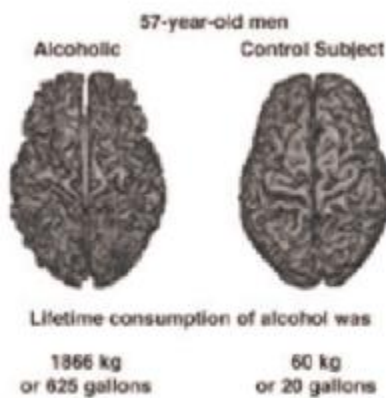 57-year-old men
Alcoholic Control Subject
Lifetime consumption of alcohol was
1866 kg 60 kg
or 625 gallons or 20 gallons